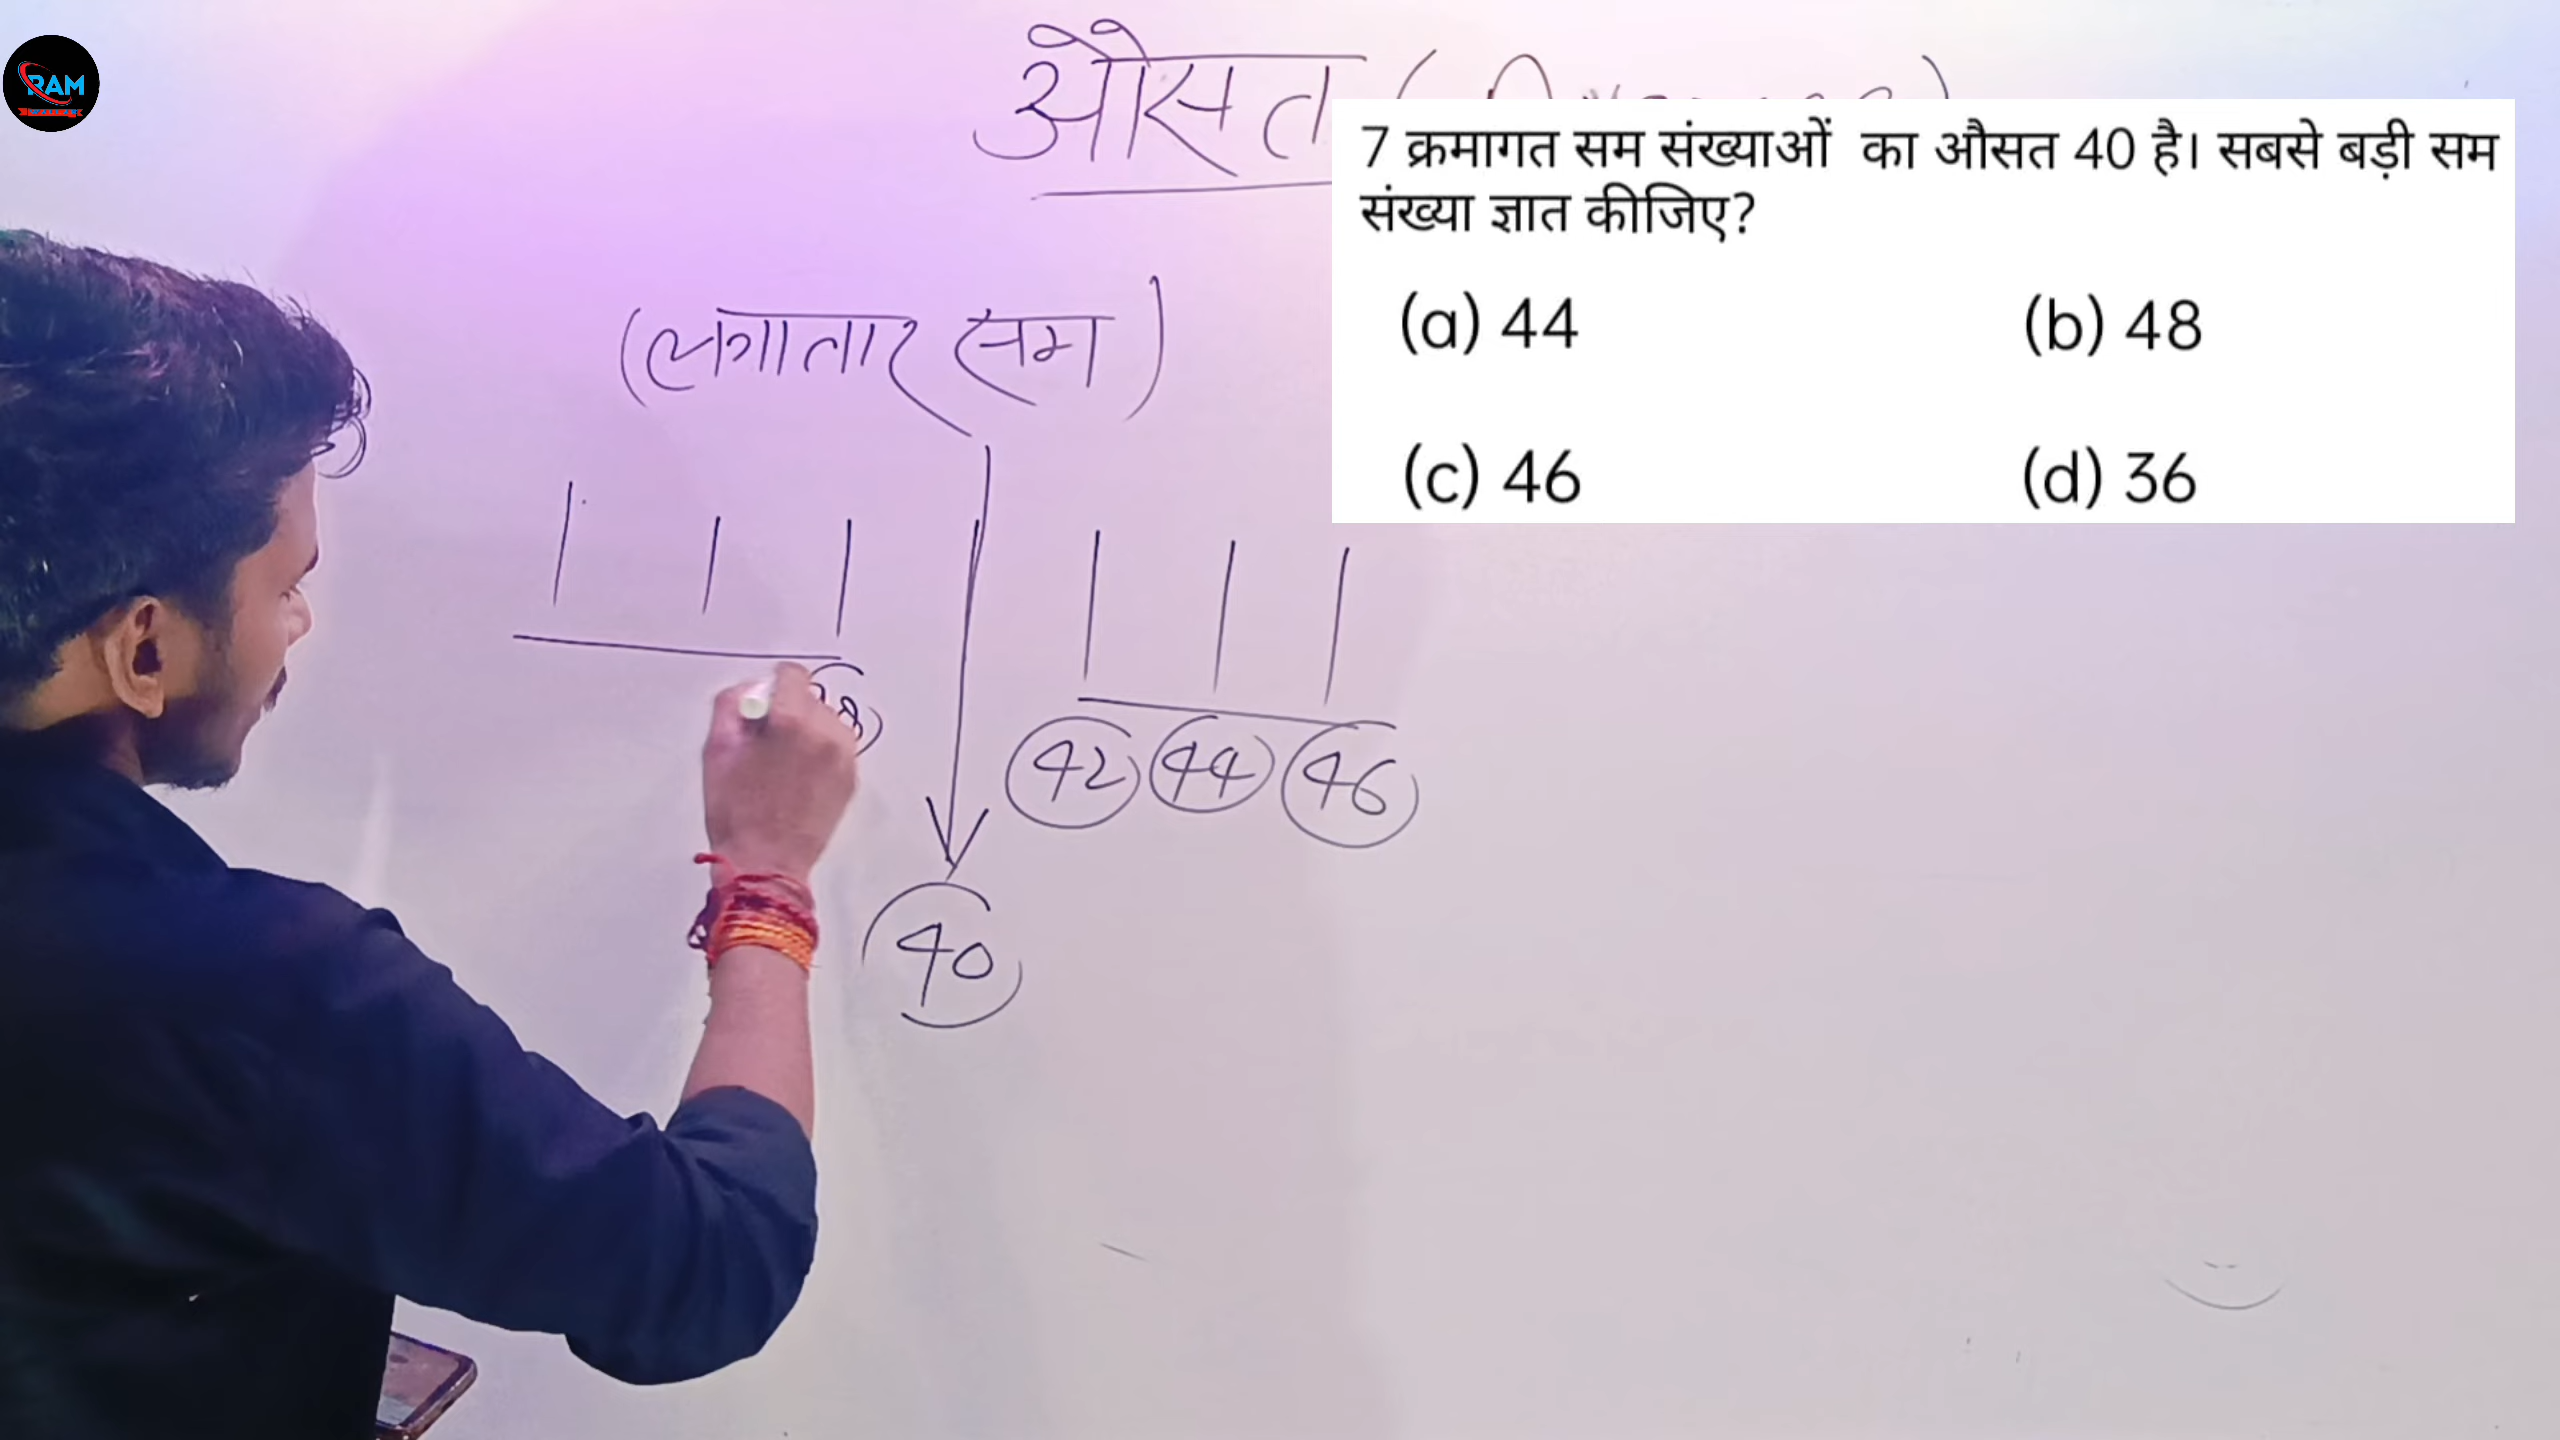 RAM
औसत (
7 क्रमागत सम संख्याओं का औसत 40 है। सबसे बड़ी सम
संख्या ज्ञात कीजिए?
(a) 44 (b) 48
(c) 46 (d) 36
(लगातार सम)
42 44 46
40